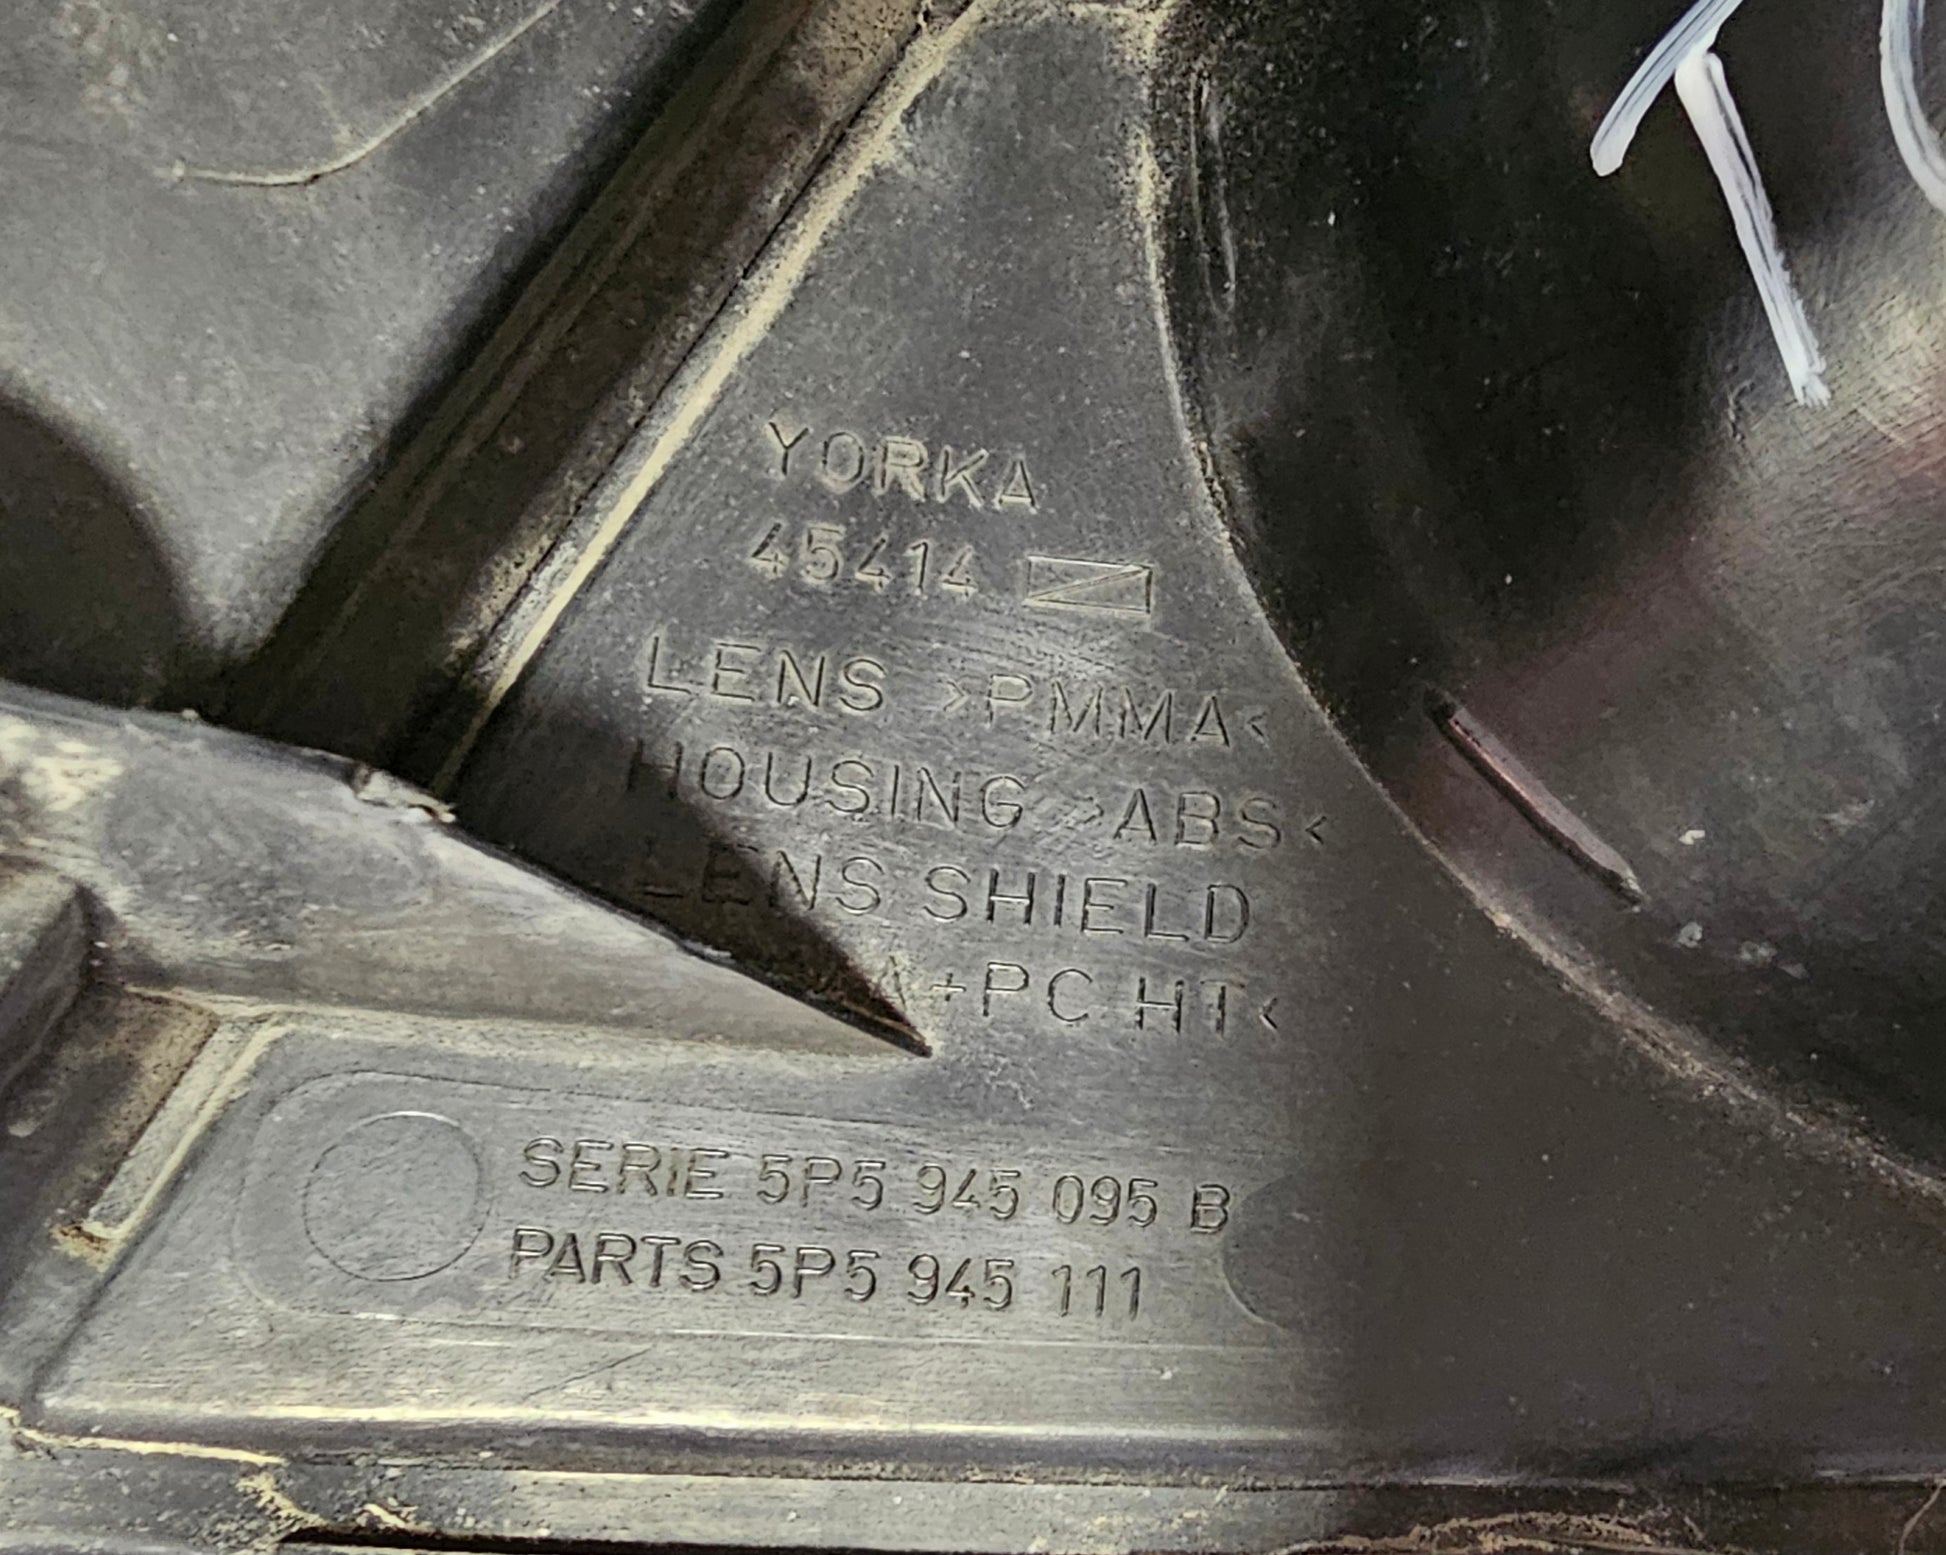 YORKA
45414
LENS >PMMA<
HOUSING >ABS<
LENS SHIELD
+PC HT<
SERIE 5P5 945 095 B
PARTS 5P5 945 111